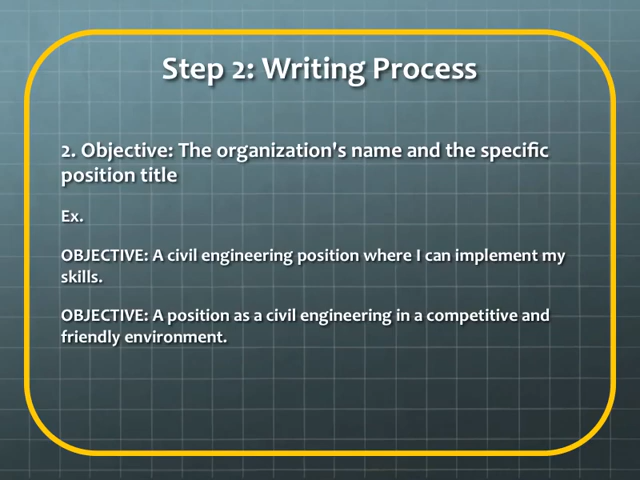 Step 2: Writing Process
2. Objective: The organization's name and the specific
position title
Ex.
OBJECTIVE: A civil engineering position where I can implement my
skills.
OBJECTIVE: A position as a civil engineering in a competitive and
friendly environment.